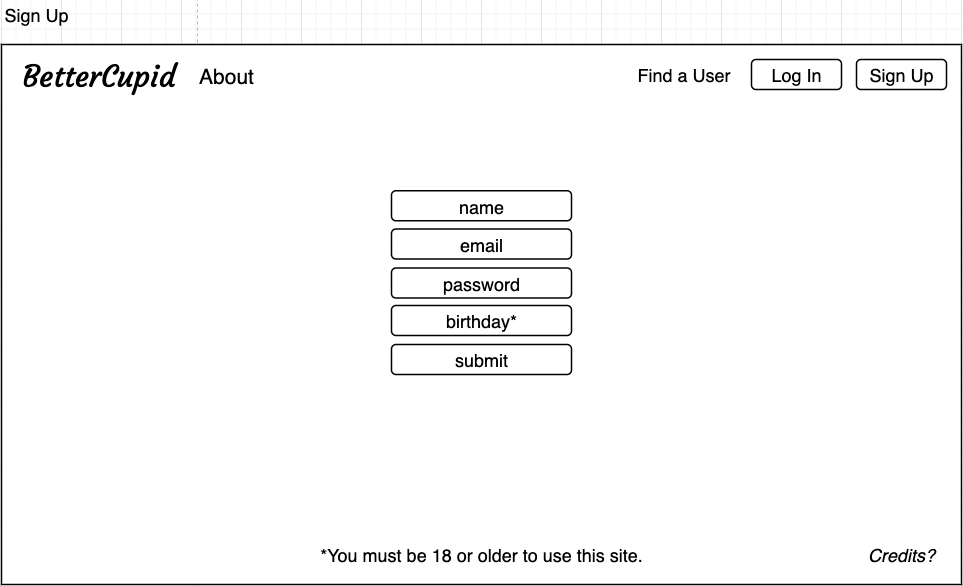 Sign Up
BetterCupid About Find a User Log In Sign Up
name
email
password
birthday*
submit
*You must be 18 or older to use this site. Credits?